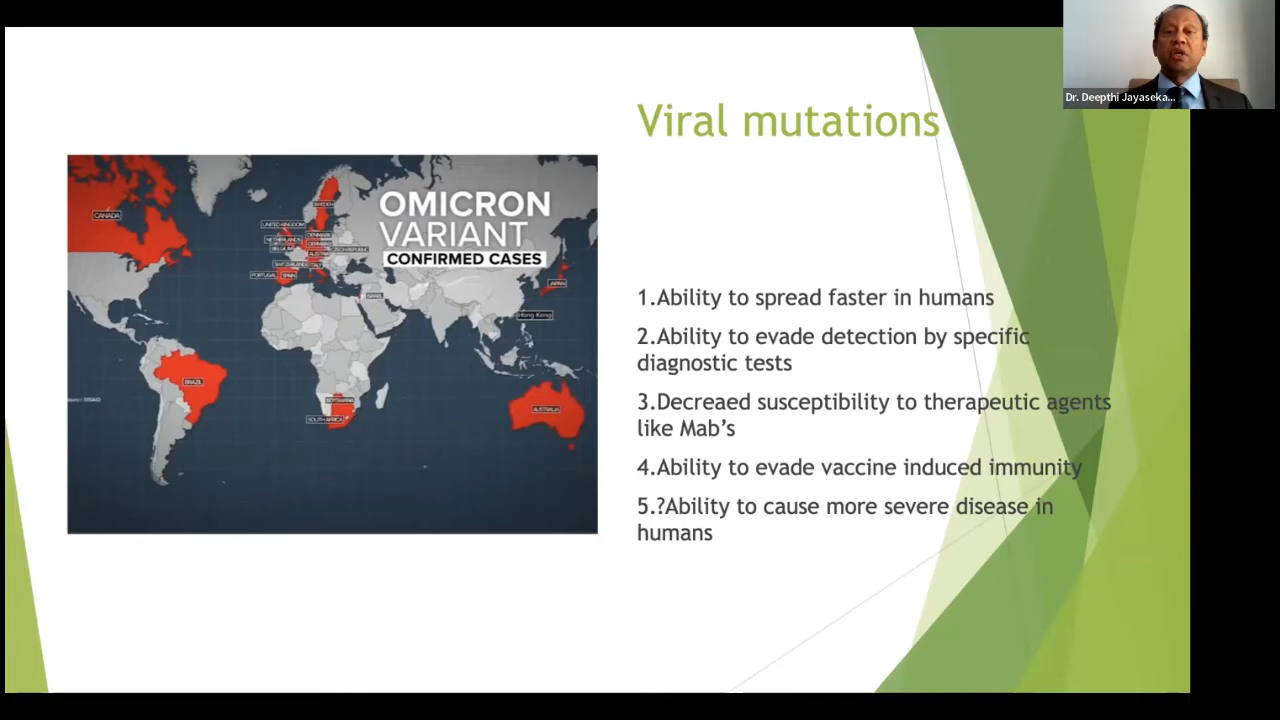 Dr. Deepthi Jayaseka...
Viral mutations
OMICRON
VARIANT
CONFIRMED CASES
CANADA
SWEDEN
UNITED KINGDOM
DENMARK
NETHERLANDS
GERMANY
BELGIUM
CZECH REPUBLIC
AUSTRIA
SWITZERLAND
ITALY
PORTUGAL
SPAIN
ISRAEL
JAPAN
Hong Kong
BRAZIL
BOTSWANA
SOUTH AFRICA
AUSTRALIA
GISAID
1.Ability to spread faster in humans
2.Ability to evade detection by specific
diagnostic tests
3.Decreaed susceptibility to therapeutic agents
like Mab’s
4.Ability to evade vaccine induced immunity
5.?Ability to cause more severe disease in
humans